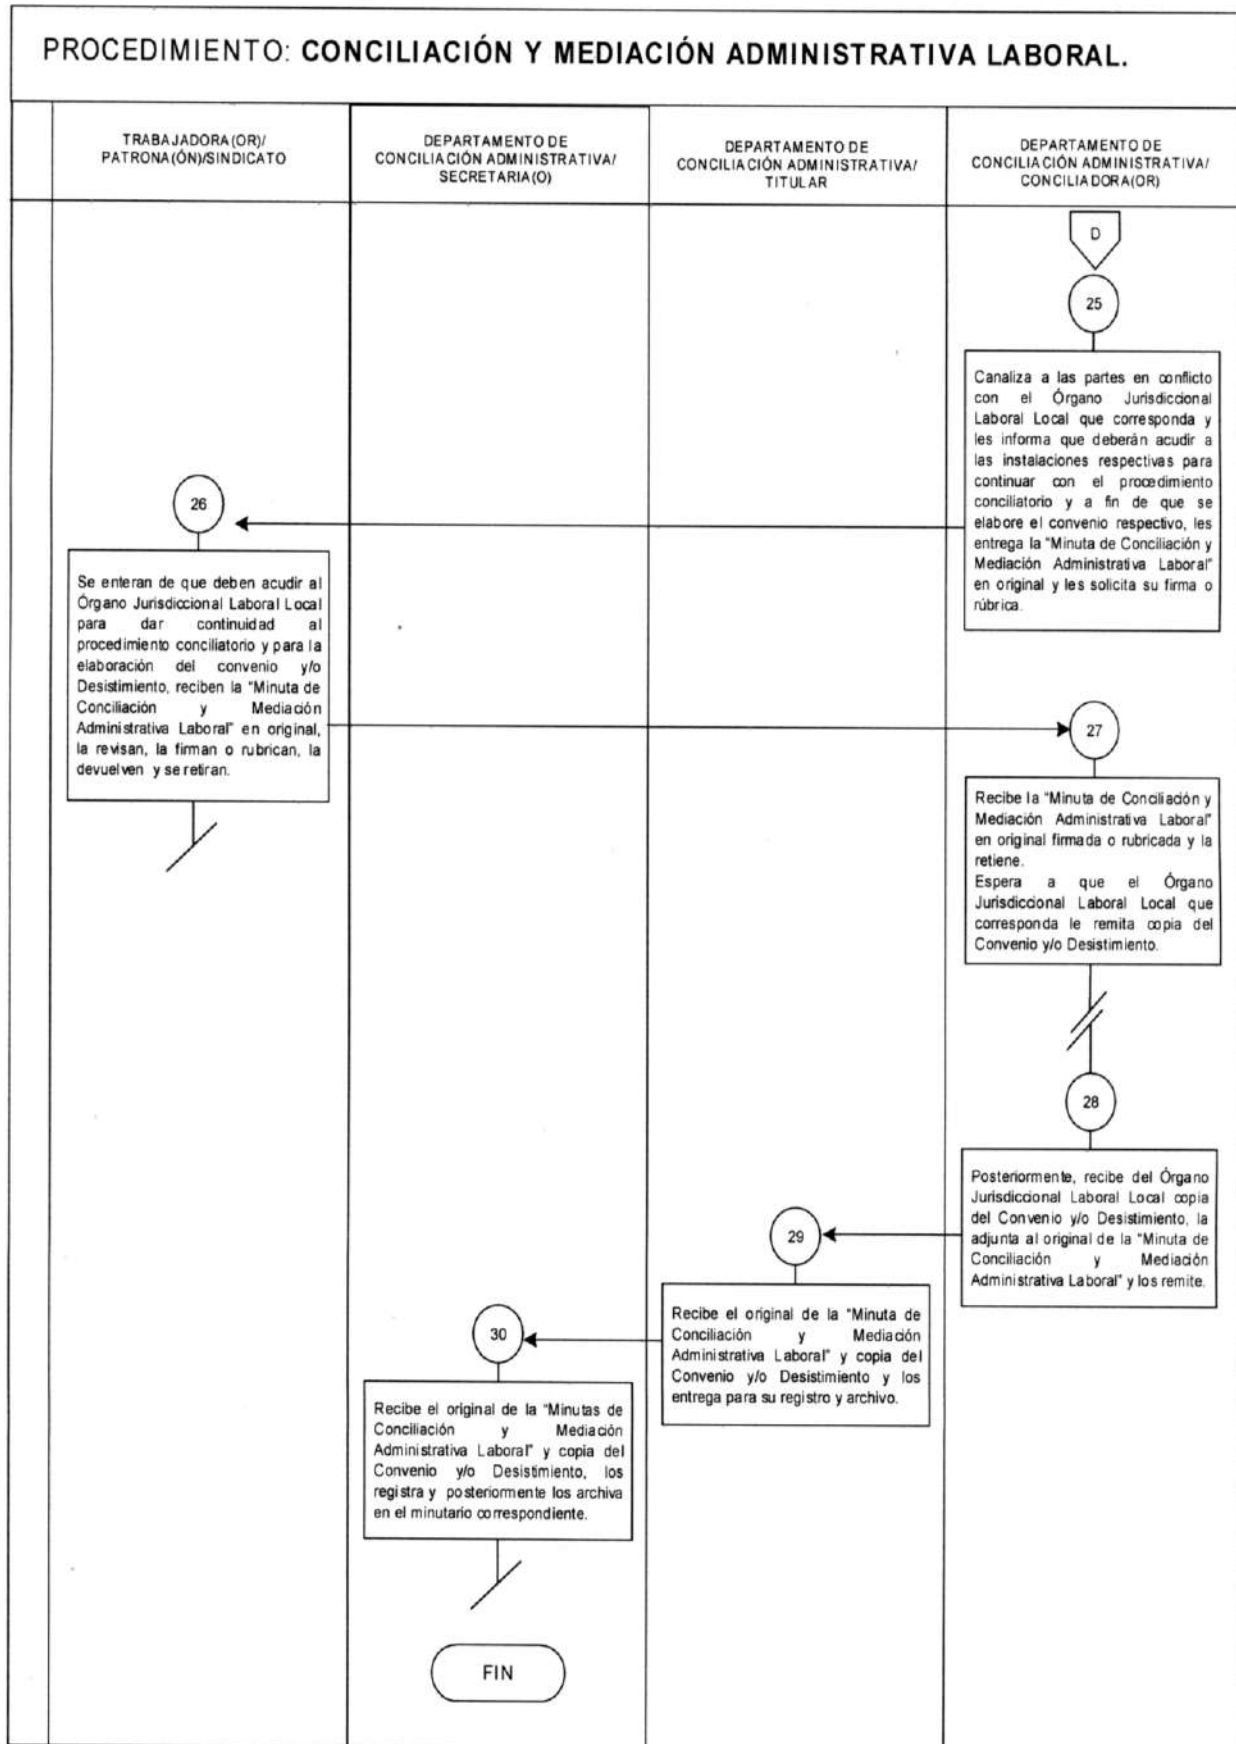 PROCEDIMIENTO: CONCILIACIÓN Y MEDIACIÓN ADMINISTRATIVA LABORAL.
TRABAJADORA(OR)/
PATRONA(ÓN)/SINDICATO
DEPARTAMENTO DE
CONCILIACIÓN ADMINISTRATIVA/
SECRETARIA(O)
DEPARTAMENTO DE
CONCILIACIÓN ADMINISTRATIVA/
TITULAR
DEPARTAMENTO DE
CONCILIACIÓN ADMINISTRATIVA/
CONCILIADORA(OR)
D
25
Canaliza a las partes en conflicto
con el Órgano Jurisdiccional
Laboral Local que corresponda y
les informa que deberán acudir a
las instalaciones respectivas para
continuar con el procedimiento
conciliatorio y a fin de que se
elabore el convenio respectivo, les
entrega la "Minuta de Conciliación y
Mediación Administrativa Laboral"
en original y les solicita su firma o
rúbrica.
26
Se enteran de que deben acudir al
Órgano Jurisdiccional Laboral Local
para dar continuidad al
procedimiento conciliatorio y para la
elaboración del convenio y/o
Desistimiento, reciben la "Minuta de
Conciliación y Mediación
Administrativa Laboral" en original,
la revisan, la firman o rubrican, la
devuelven y se retiran.
27
Recibe la "Minuta de Conciliación y
Mediación Administrativa Laboral"
en original firmada o rubricada y la
retiene.
Espera a que el Órgano
Jurisdiccional Laboral Local que
corresponda le remita copia del
Convenio y/o Desistimiento.
28
Posteriormente, recibe del Órgano
Jurisdiccional Laboral Local copia
del Convenio y/o Desistimiento, la
adjunta al original de la "Minuta de
Conciliación y Mediación
Administrativa Laboral" y los remite.
29
Recibe el original de la "Minuta de
Conciliación y Mediación
Administrativa Laboral" y copia del
Convenio y/o Desistimiento y los
entrega para su registro y archivo.
30
Recibe el original de la "Minutas de
Conciliación y Mediación
Administrativa Laboral" y copia del
Convenio y/o Desistimiento, los
registra y posteriormente los archiva
en el minutario correspondiente.
FIN